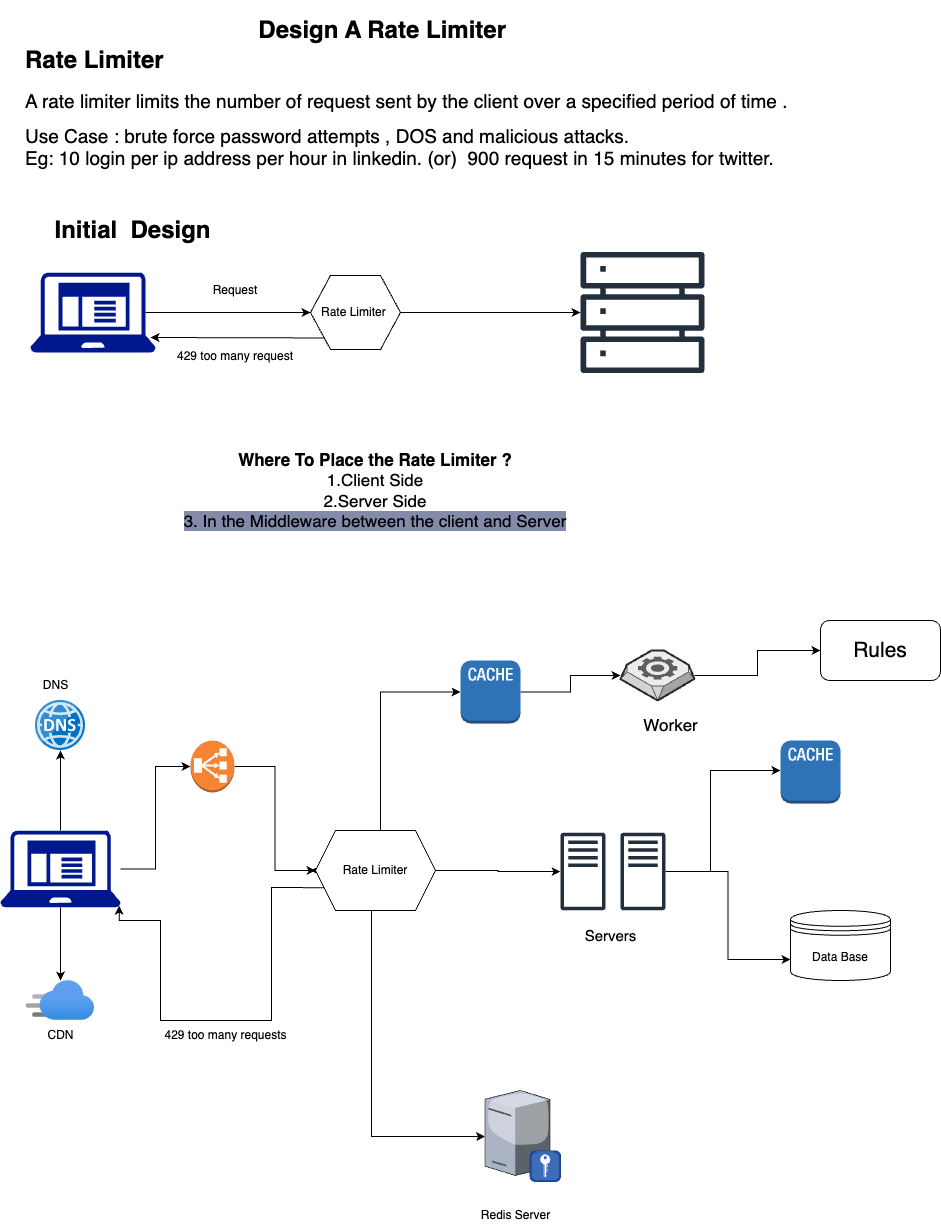 Design A Rate Limiter
Rate Limiter
A rate limiter limits the number of request sent by the client over a specified period of time .
Use Case : brute force password attempts , DOS and malicious attacks.
Eg: 10 login per ip address per hour in linkedin. (or)  900 request in 15 minutes for twitter.
Initial  Design
Request
Rate Limiter
429 too many request
Where To Place the Rate Limiter ?
1.Client Side
2.Server Side
3. In the Middleware between the client and Server
Rules
CACHE
DNS
DNS
Worker
CACHE
Rate Limiter
Servers
Data Base
CDN
429 too many requests
Redis Server